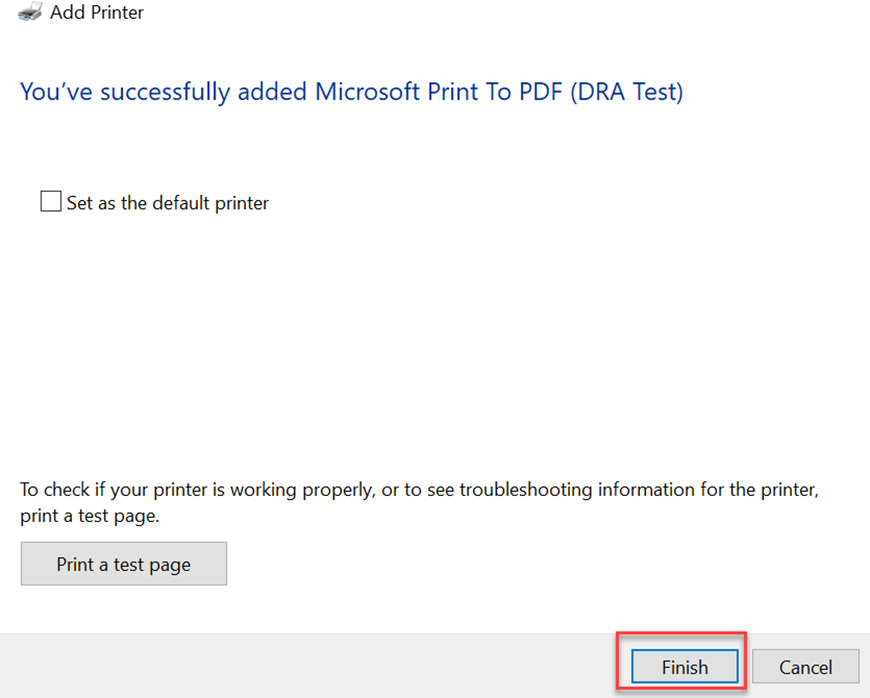 Add Printer
You've successfully added Microsoft Print To PDF (DRA Test)
Set as the default printer
To check if your printer is working properly, or to see troubleshooting information for the printer,
print a test page.
Print a test page
Finish
Cancel